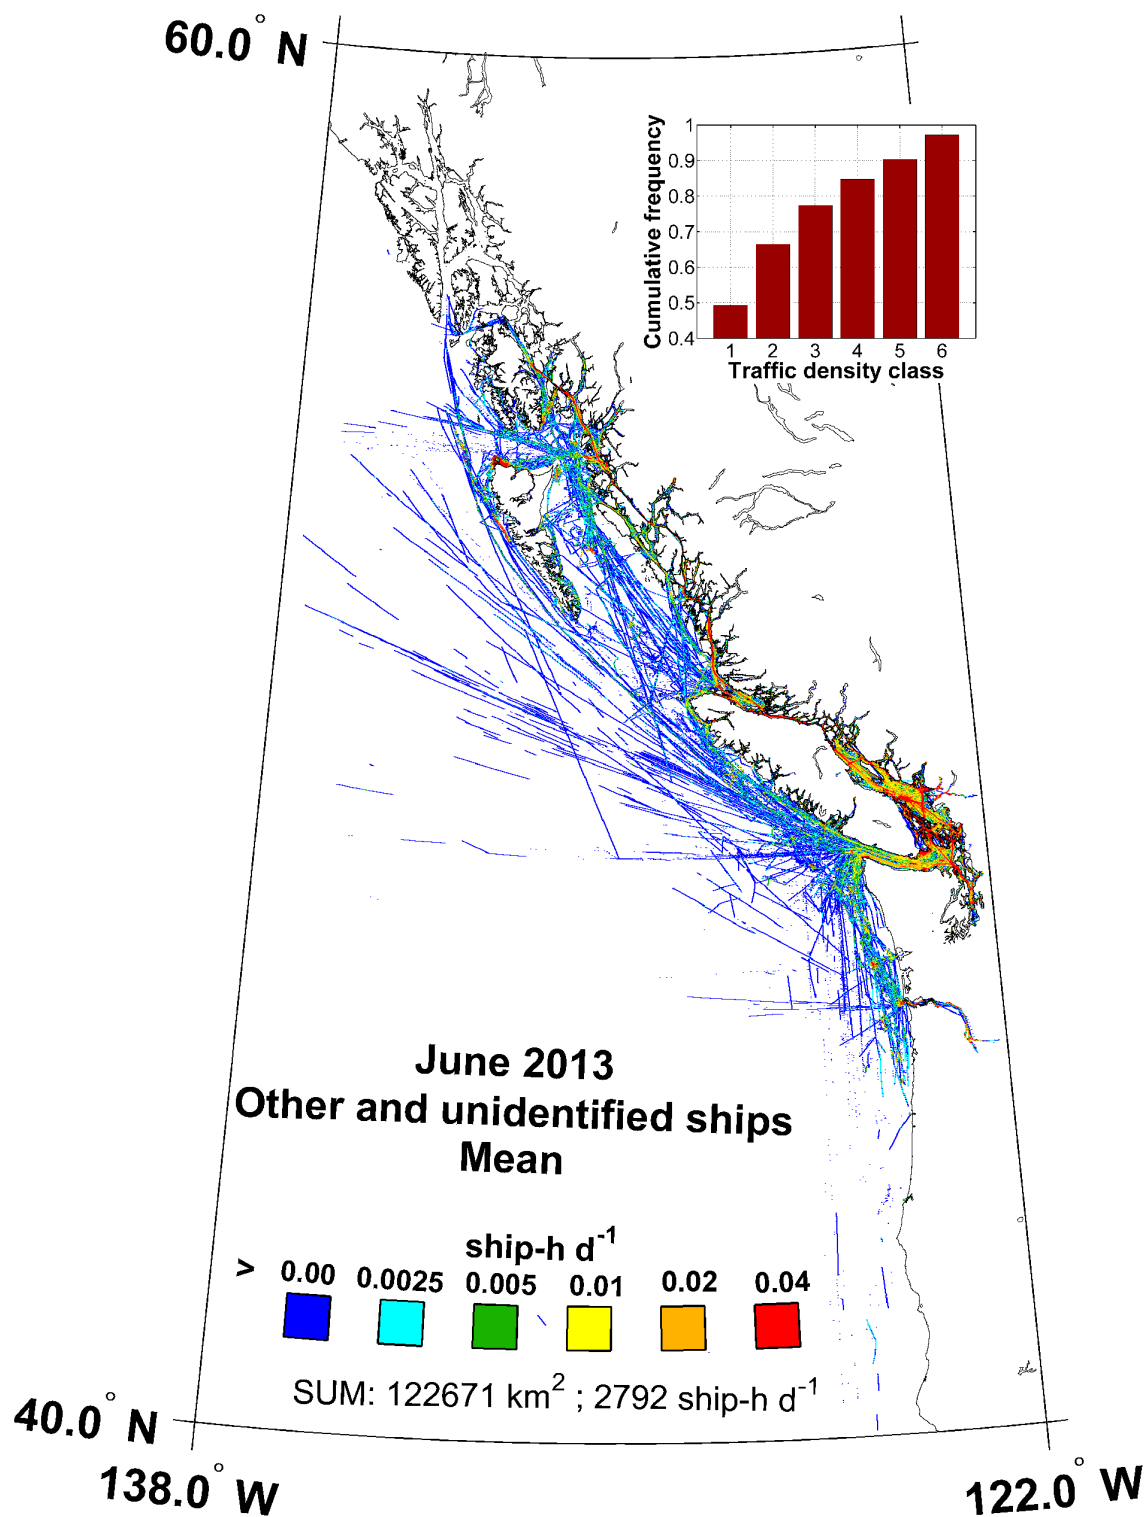 60.0° N
Cumulative frequency
1
0.9
0.8
0.7
0.6
0.5
0.4
1 2 3 4 5 6
Traffic density class
June 2013
Other and unidentified ships
Mean
ship-h d⁻¹
> 0.00 0.0025 0.005 0.01 0.02 0.04
SUM: 122671 km² ; 2792 ship-h d⁻¹
40.0° N
138.0° W
122.0° W